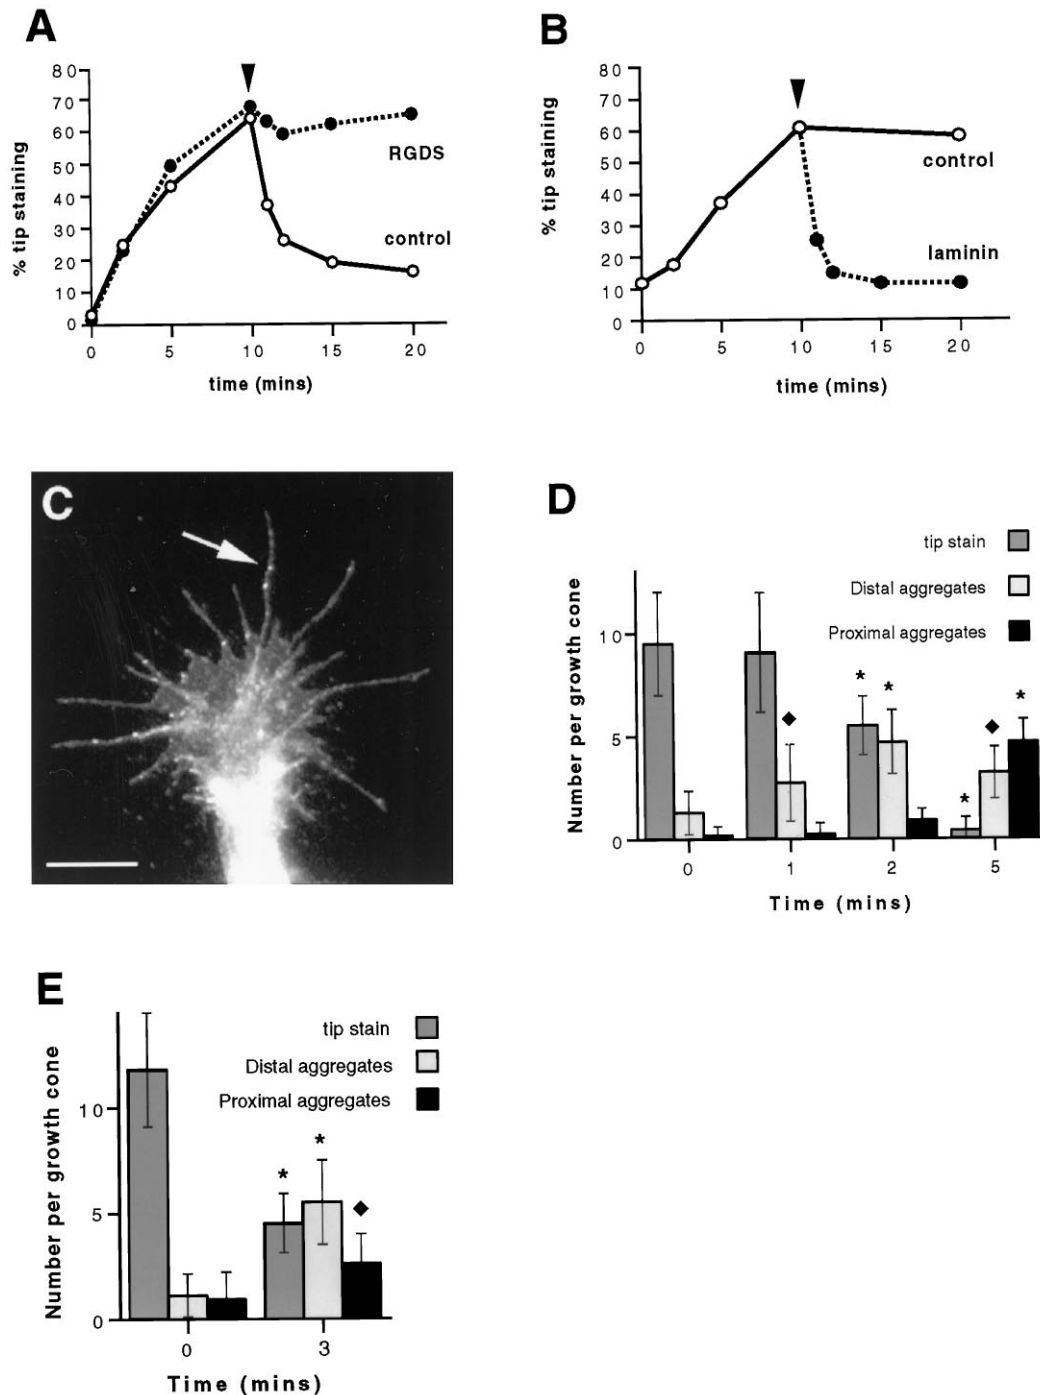 A
% tip staining
80
70
60
50
40
30
20
10
0
RGDS
control
0 5 10 15 20
time (mins)
B
% tip staining
80
70
60
50
40
30
20
10
0
control
laminin
0 5 10 15 20
time (mins)
C
D
tip stain
Distal aggregates
Proximal aggregates
Number per growth cone
10
5
0
* * * ◆ ◆ *
0 1 2 5
Time (mins)
E
tip stain
Distal aggregates
Proximal aggregates
Number per growth cone
10
5
0
* * ◆
0 3
Time (mins)